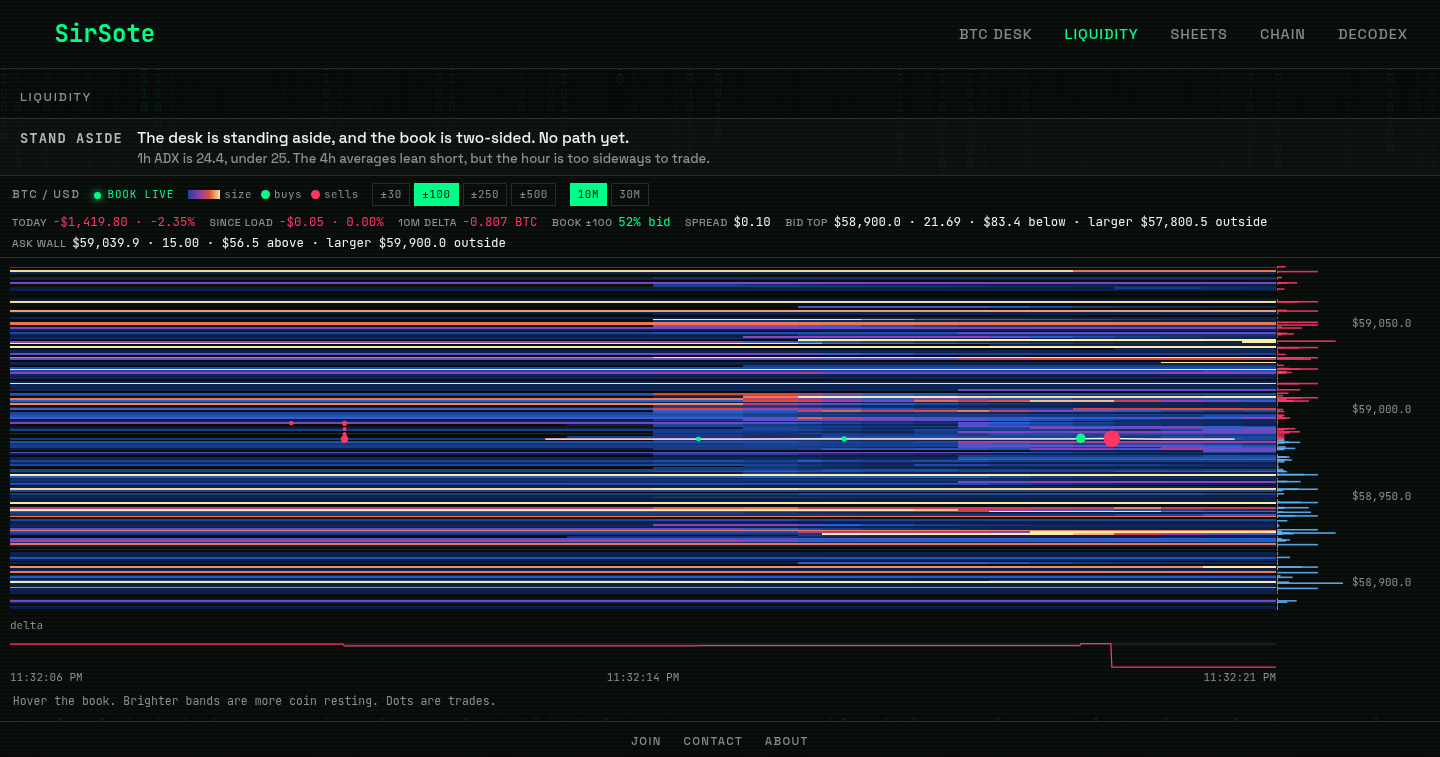 SirSote
BTC DESK LIQUIDITY SHEETS CHAIN DECODEX
LIQUIDITY
STAND ASIDE The desk is standing aside, and the book is two-sided. No path yet.
1h ADX is 24.4, under 25. The 4h averages lean short, but the hour is too sideways to trade.
BTC / USD BOOK LIVE size buys sells ±30 ±100 ±250 ±500 10M 30M
TODAY -$1,419.80 · -2.35% SINCE LOAD -$0.05 · 0.00% 10M DELTA -0.807 BTC BOOK ±100 52% bid SPREAD $0.10 BID TOP $58,900.0 · 21.69 · $83.4 below · larger $57,800.5 outside
ASK WALL $59,039.9 · 15.00 · $56.5 above · larger $59,900.0 outside
$59,050.0
$59,000.0
$58,950.0
$58,900.0
delta
11:32:06 PM 11:32:14 PM 11:32:21 PM
Hover the book. Brighter bands are more coin resting. Dots are trades.
JOIN CONTACT ABOUT